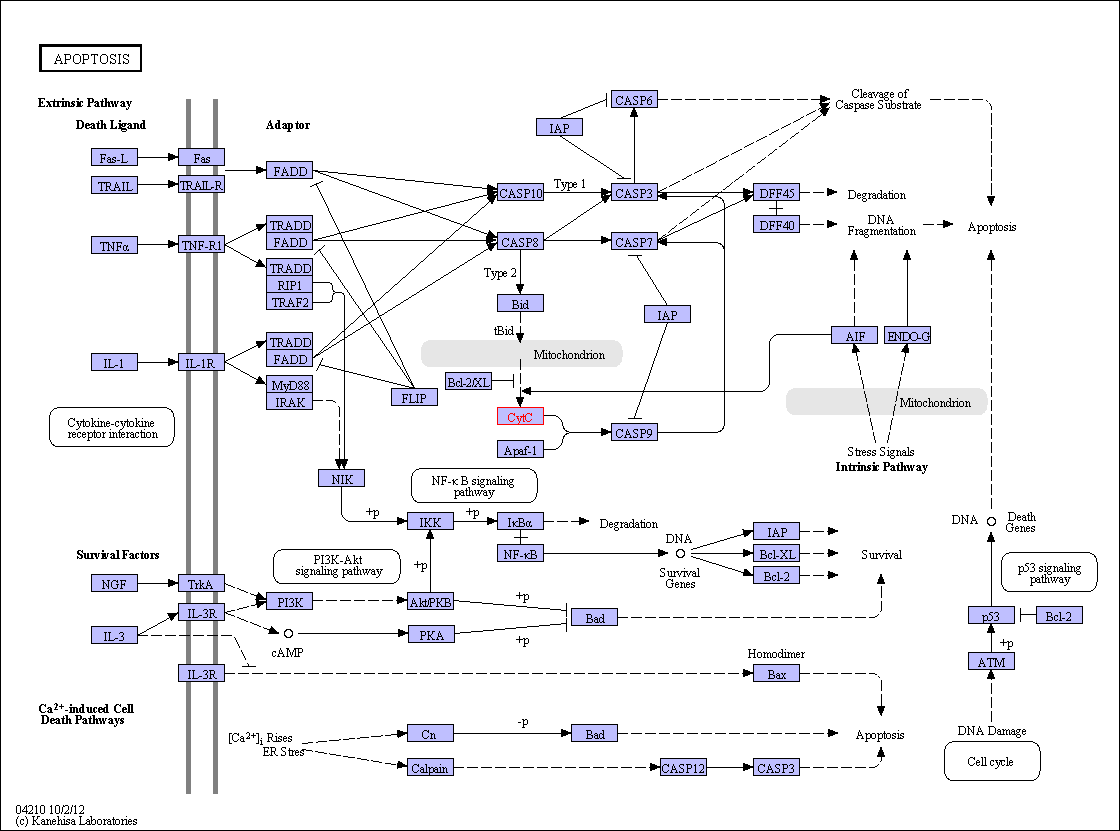 APOPTOSIS
Extrinsic Pathway
Death Ligand
Adaptor
Fas-L
Fas
TRAIL
TRAIL-R
FADD
TNFα
TNF-R1
TRADD
FADD
TRADD
RIP1
TRAF2
IL-1
IL-1R
TRADD
FADD
MyD88
IRAK
FLIP
Cytokine-cytokine
receptor interaction
CASP6
IAP
Cleavage of
Caspase Substrate
CASP10
Type 1
CASP3
DFF45
Degradation
DFF40
DNA
Fragmentation
Apoptosis
CASP8
CASP7
Type 2
Bid
tBid
IAP
Mitochondrion
Bcl-2/XL
CytC
Apaf-1
CASP9
AIF
ENDO-G
Mitochondrion
Stress Signals
Intrinsic Pathway
NIK
NF-κ B signaling
pathway
+p
IKK
+p
IκBα
Degradation
NF-κB
DNA
Survival
Genes
IAP
Bcl-XL
Bcl-2
Survival
DNA
Death
Genes
Survival Factors
PI3K-Akt
signaling pathway
+p
NGF
TrkA
IL-3R
IL-3
PI3K
Akt/PKB
+p
Bad
cAMP
PKA
+p
IL-3R
Homodimer
Bax
p53 signaling
pathway
p53
Bcl-2
+p
ATM
DNA Damage
Cell cycle
Ca2+-induced Cell
Death Pathways
[Ca2+]i Rises
ER Stres
Cn
-p
Bad
Apoptosis
Calpain
CASP12
CASP3
04210 10/2/12
(c) Kanehisa Laboratories